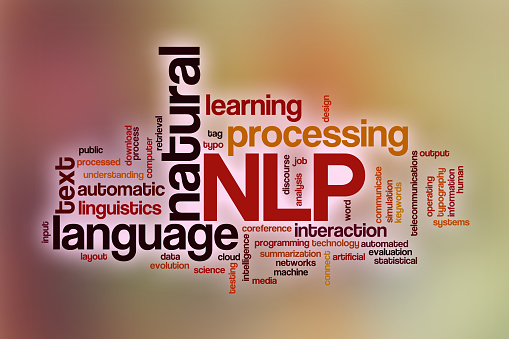 natural
learning
design
tag
typo
processing
public
download
process
retrieval
computer
processed
understanding
text
automatic
linguistics
NLP
discourse
analysis
job
word
communicate
simulation
keywords
telecommunications
output
operating
typography
information
human
systems
input
language
coreference
interaction
layout
data
evolution
science
cloud
testing
intelligence
programming
technology
automated
summarization
connect
artificial
evaluation
statistical
networks
machine
media